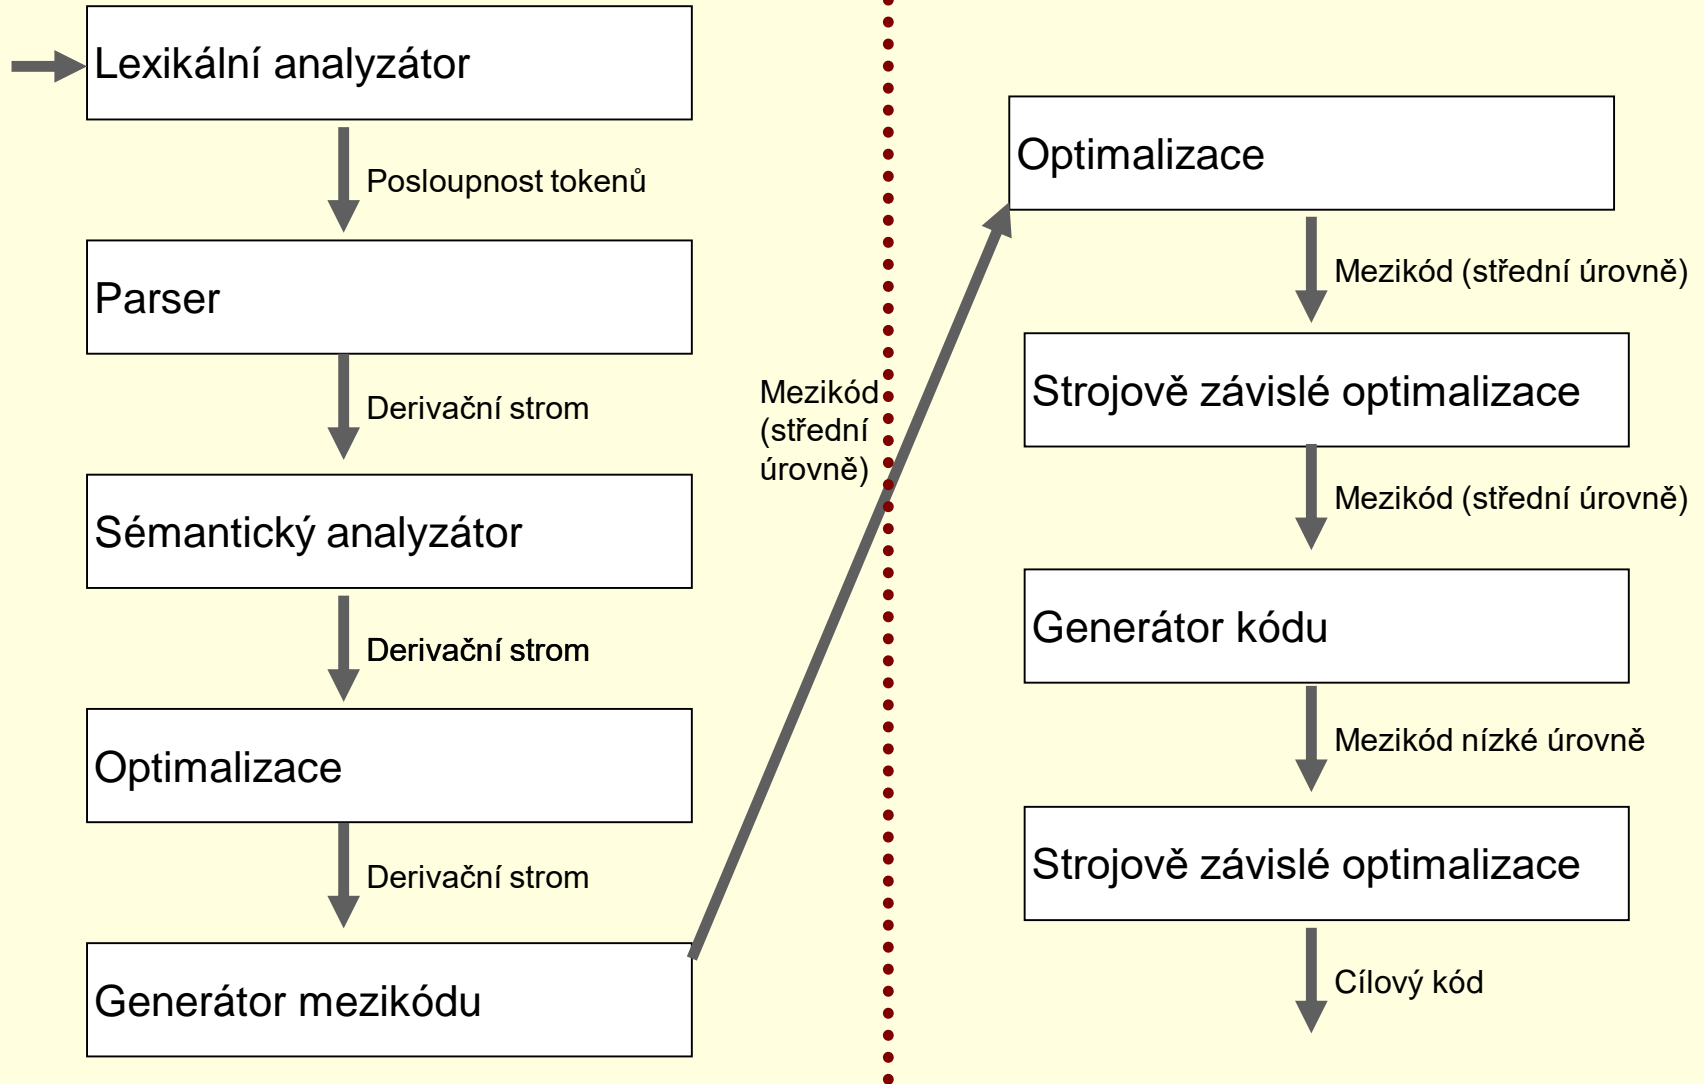 Lexikální analyzátor
Posloupnost tokenů
Parser
Derivační strom
Sémantický analyzátor
Derivační strom
Optimalizace
Derivační strom
Generátor mezikódu
Mezikód
(střední
úrovně)
Optimalizace
Mezikód (střední úrovně)
Strojově závislé optimalizace
Mezikód (střední úrovně)
Generátor kódu
Mezikód nízké úrovně
Strojově závislé optimalizace
Cílový kód